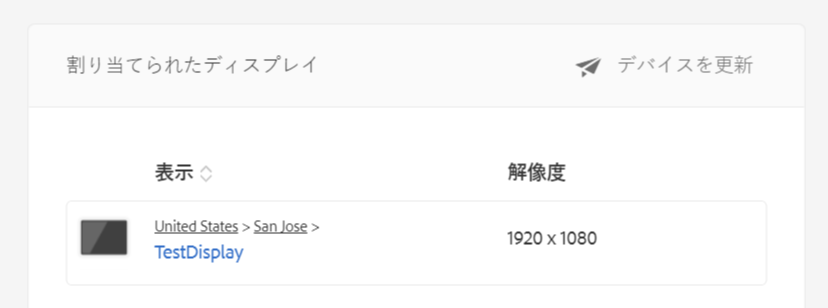 割り当てられたディスプレイ
デバイスを更新
表示 解像度
United States > San Jose >
TestDisplay
1920 x 1080